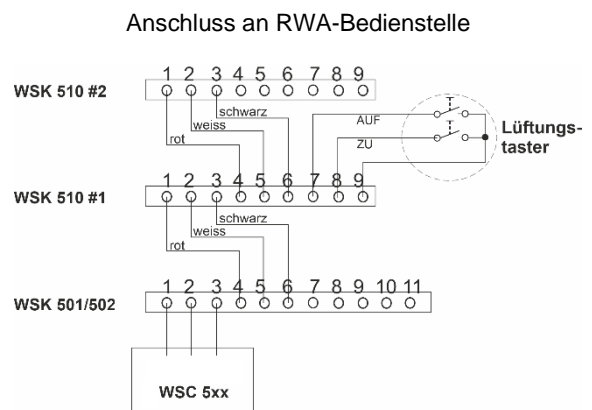 Anschluss an RWA-Bedienstelle
1 2 3 4 5 6 7 8 9
WSK 510 #2
schwarz
weiss
rot
AUF
ZU
Lüftungs-
taster
1 2 3 4 5 6 7 8 9
WSK 510 #1
schwarz
weiss
rot
1 2 3 4 5 6 7 8 9 10 11
WSK 501/502
WSC 5xx